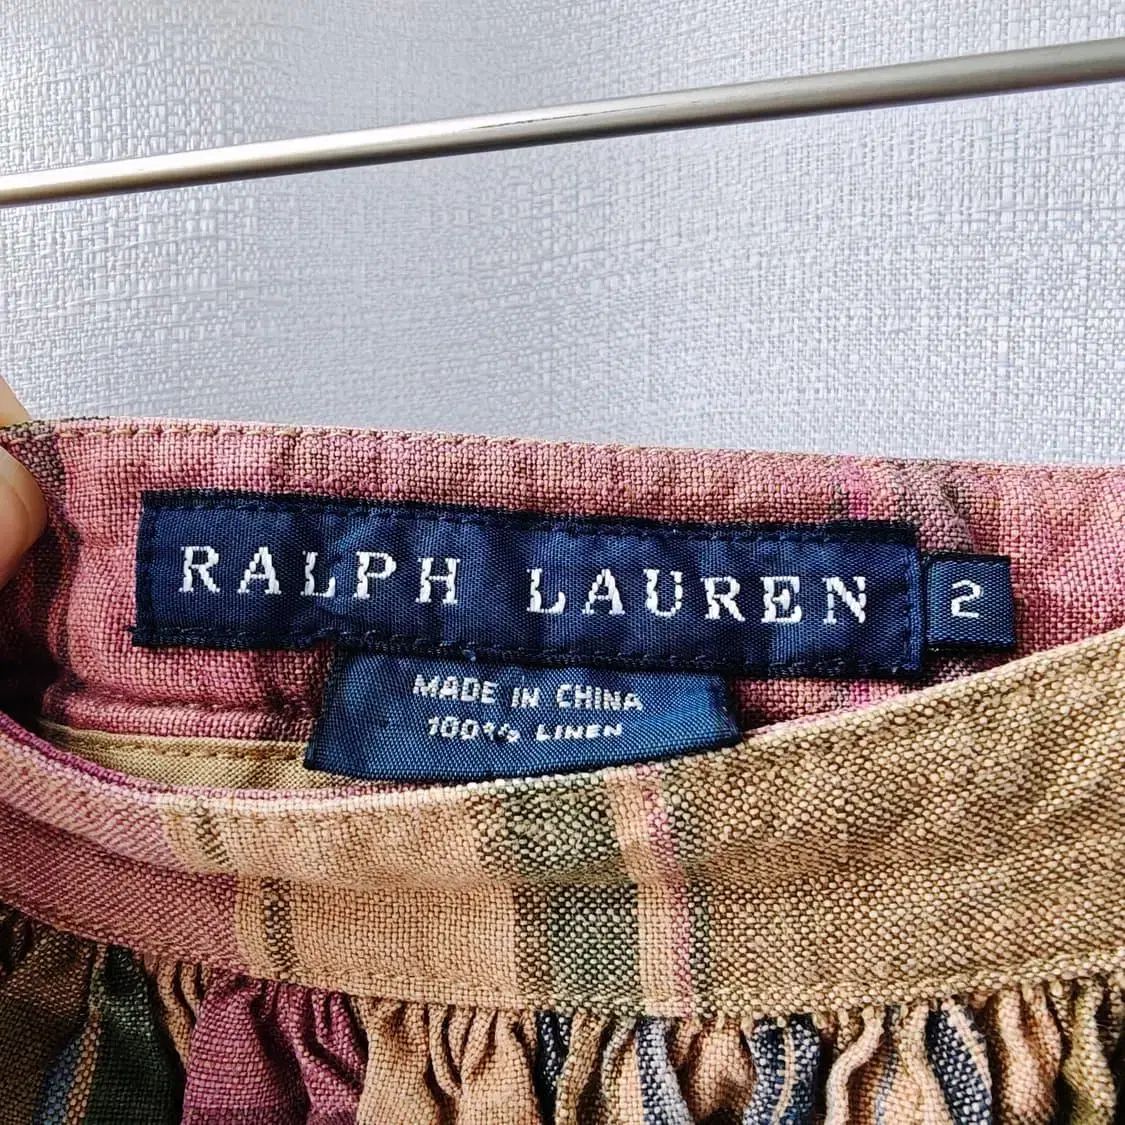 RALPH LAUREN
2
MADE IN CHINA
100% LINEN